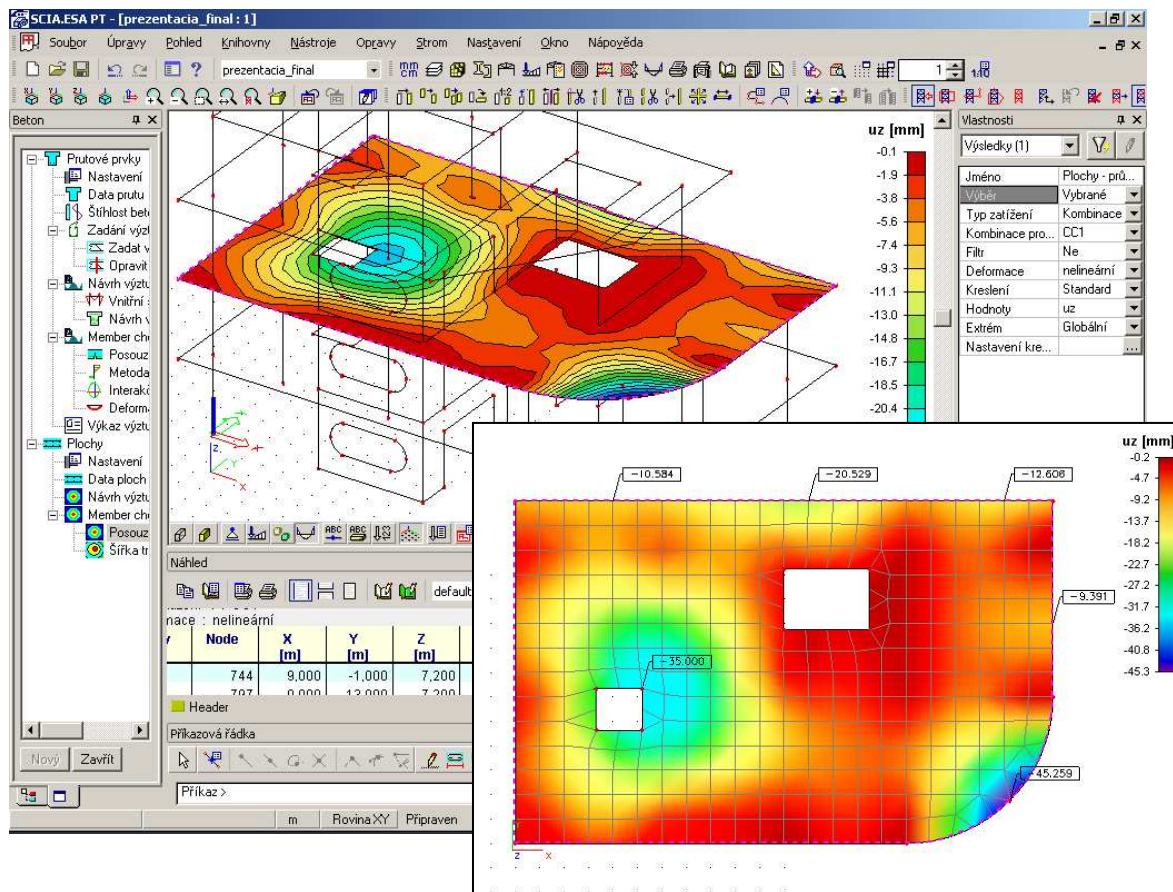 SCIA.ESA PT - [prezentacia_final : 1]
Soubor Úpravy Pohled Knihovny Nástroje Opravy Strom Nastavení Okno Nápověda
prezentacia_final
1
Beton
Prutové prvky
Nastavení
Data prutu
Štíhlost bet
Zadání výzt
Zadat v
Opravit
Návrh výztu
Vnitřní
Návrh v
Member che
Posouz
Metoda
Interakč
Deforma
Výkaz výztu
Plochy
Nastavení
Data ploch
Návrh výztu
Member che
Posouz
Šířka tr
Nový Zavřít
uz [mm]
-0.1
-1.9
-3.8
-5.6
-7.4
-9.3
-11.1
-13.0
-14.8
-16.7
-18.5
-20.4
Vlastnosti
Výsledky (1)
Jméno Plochy - prů...
Výběr Vybrané
Typ zatížení Kombinace
Kombinace pro... CC1
Filtr Ne
Deformace nelineární
Kreslení Standard
Hodnoty uz
Extrém Globální
Nastavení kre... ...
Náhled
default
mace : nelineární
Node X Y Z
[m] [m] [m]
744 9,000 -1,000 7,200
Header
Příkazová řádka
Příkaz >
m Rovina XY Připraven
uz [mm]
-0.2
-4.7
-9.2
-13.7
-18.2
-22.7
-27.2
-31.7
-36.2
-40.8
-45.3
-10.584
-20.529
-12.606
-9.391
-35.000
-45.259
z x